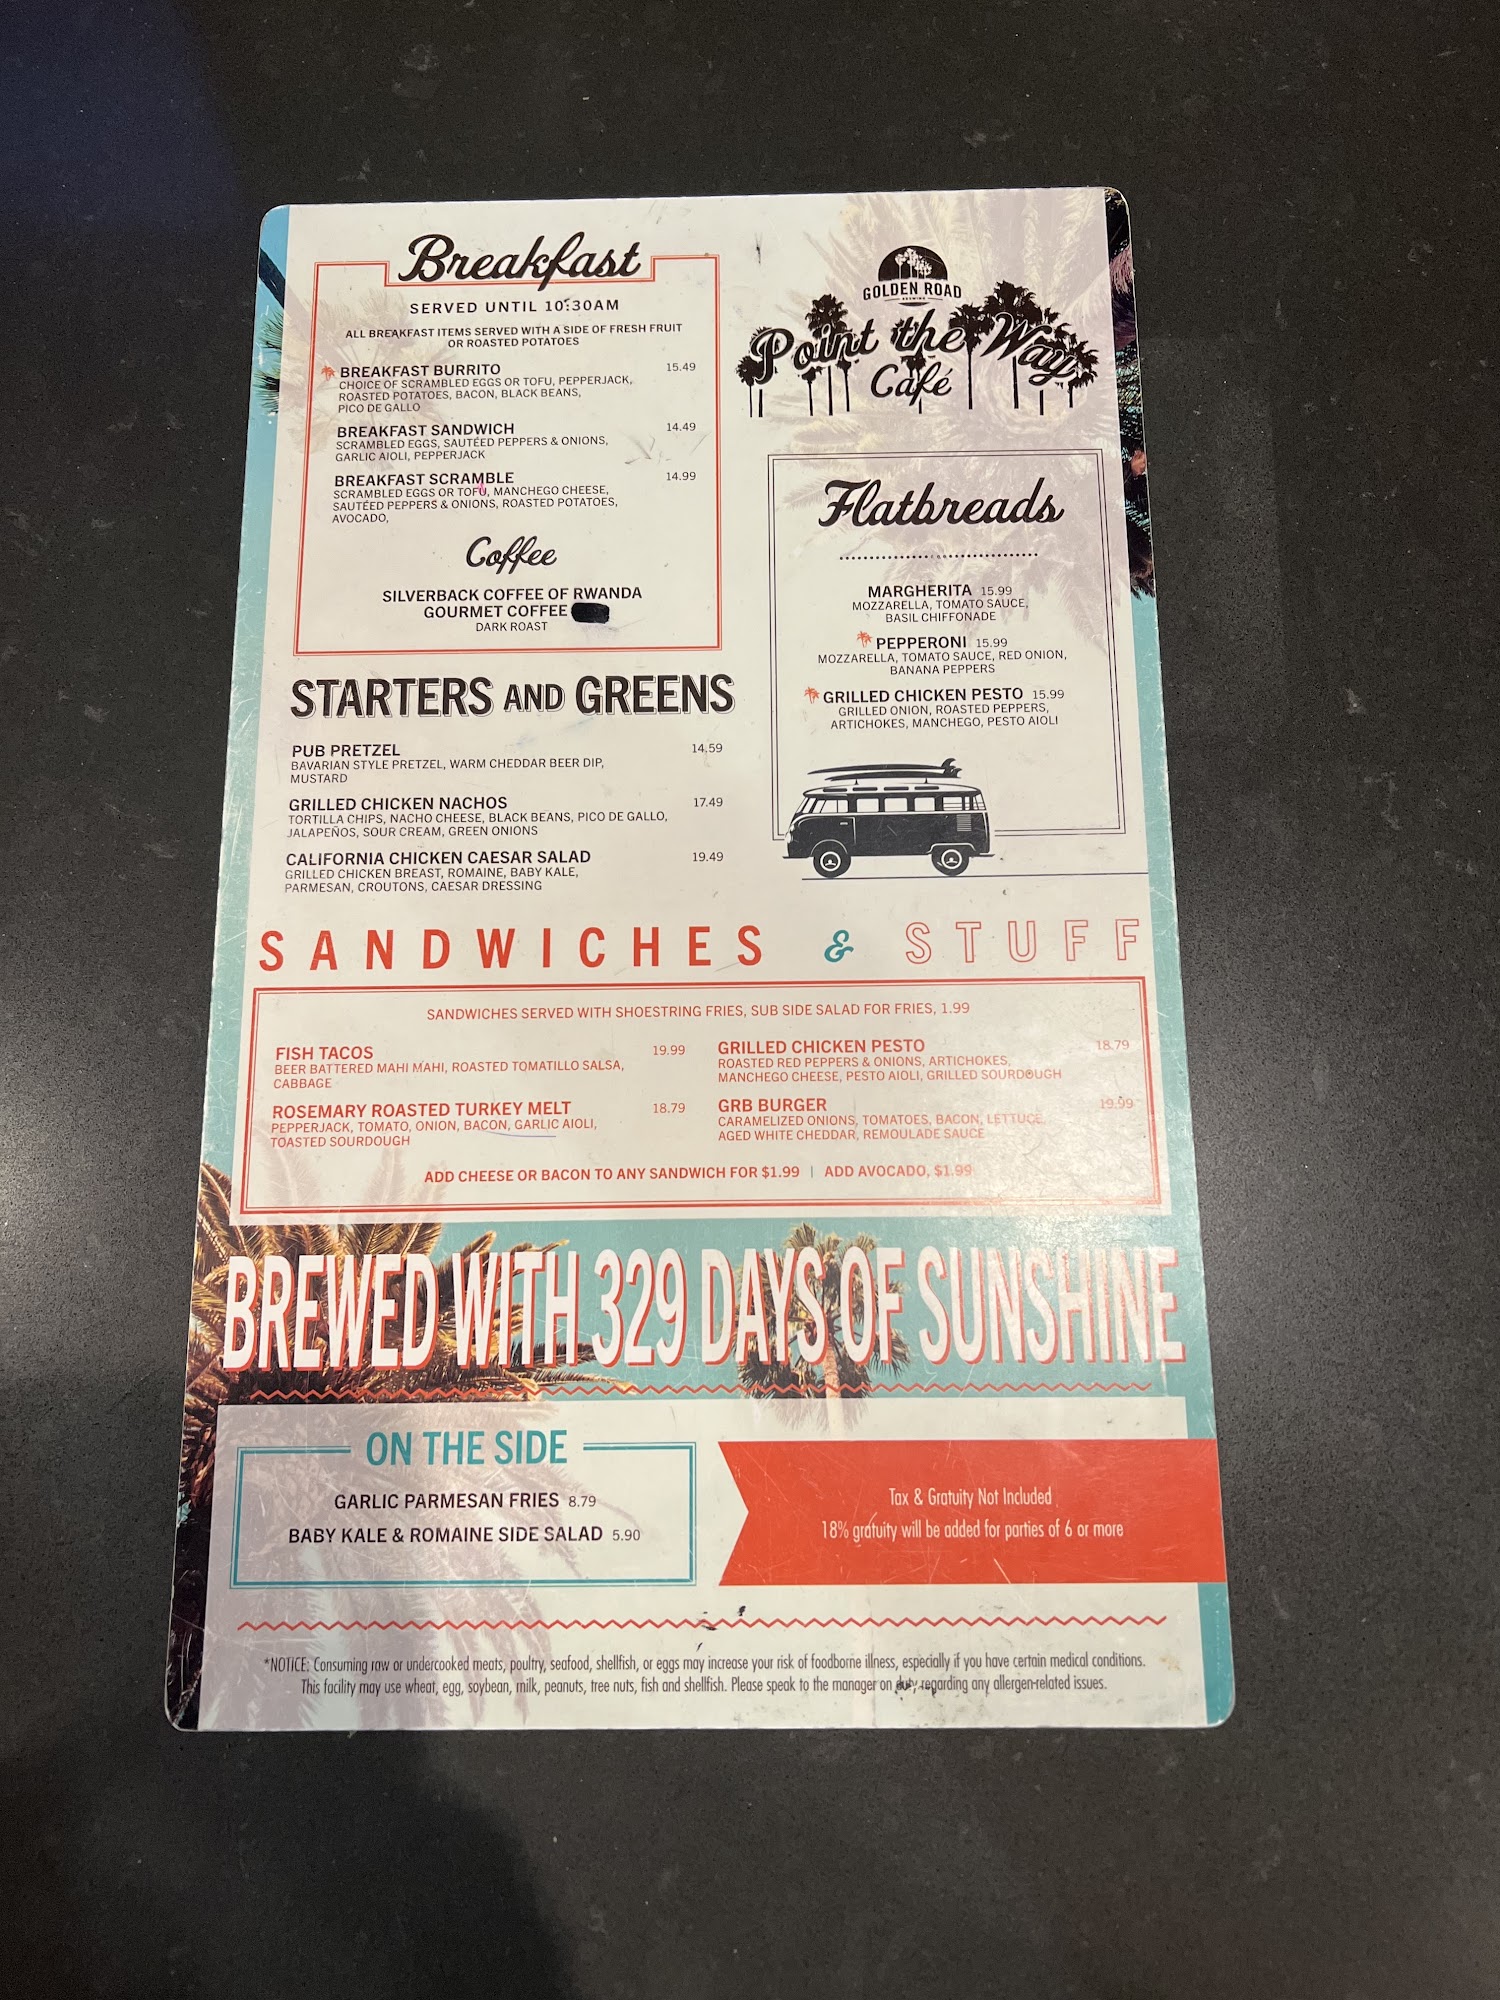 Breakfast
SERVED UNTIL 10:30AM
ALL BREAKFAST ITEMS SERVED WITH A SIDE OF FRESH FRUIT
OR ROASTED POTATOES
BREAKFAST BURRITO 15.49
CHOICE OF SCRAMBLED EGGS OR TOFU, PEPPERJACK,
ROASTED POTATOES, BACON, BLACK BEANS,
PICO DE GALLO
BREAKFAST SANDWICH 14.49
SCRAMBLED EGGS, SAUTÉED PEPPERS & ONIONS,
GARLIC AIOLI, PEPPERJACK
BREAKFAST SCRAMBLE 14.99
SCRAMBLED EGGS OR TOFU, MANCHEGO CHEESE,
SAUTÉED PEPPERS & ONIONS, ROASTED POTATOES,
AVOCADO,
Coffee
SILVERBACK COFFEE OF RWANDA
GOURMET COFFEE
DARK ROAST
GOLDEN ROAD
BREWING
Point the Way
Café
Flatbreads
MARGHERITA 15.99
MOZZARELLA, TOMATO SAUCE,
BASIL CHIFFONADE
PEPPERONI 15.99
MOZZARELLA, TOMATO SAUCE, RED ONION,
BANANA PEPPERS
GRILLED CHICKEN PESTO 15.99
GRILLED ONION, ROASTED PEPPERS,
ARTICHOKES, MANCHEGO, PESTO AIOLI
STARTERS AND GREENS
PUB PRETZEL 14.59
BAVARIAN STYLE PRETZEL, WARM CHEDDAR BEER DIP,
MUSTARD
GRILLED CHICKEN NACHOS 17.49
TORTILLA CHIPS, NACHO CHEESE, BLACK BEANS, PICO DE GALLO,
JALAPEÑOS, SOUR CREAM, GREEN ONIONS
CALIFORNIA CHICKEN CAESAR SALAD 19.49
GRILLED CHICKEN BREAST, ROMAINE, BABY KALE,
PARMESAN, CROUTONS, CAESAR DRESSING
SANDWICHES & STUFF
SANDWICHES SERVED WITH SHOESTRING FRIES, SUB SIDE SALAD FOR FRIES, 1.99
FISH TACOS 19.99
BEER BATTERED MAHI MAHI, ROASTED TOMATILLO SALSA,
CABBAGE
ROSEMARY ROASTED TURKEY MELT 18.79
PEPPERJACK, TOMATO, ONION, BACON, GARLIC AIOLI,
TOASTED SOURDOUGH
GRILLED CHICKEN PESTO 18.79
ROASTED RED PEPPERS & ONIONS, ARTICHOKES,
MANCHEGO CHEESE, PESTO AIOLI, GRILLED SOURDOUGH
GRB BURGER 19.99
CARAMELIZED ONIONS, TOMATOES, BACON, LETTUCE,
AGED WHITE CHEDDAR, REMOULADE SAUCE
ADD CHEESE OR BACON TO ANY SANDWICH FOR $1.99 | ADD AVOCADO, $1.99
BREWED WITH 329 DAYS OF SUNSHINE
ON THE SIDE
GARLIC PARMESAN FRIES 8.79
BABY KALE & ROMAINE SIDE SALAD 5.90
Tax & Gratuity Not Included
18% gratuity will be added for parties of 6 or more
*NOTICE: Consuming raw or undercooked meats, poultry, seafood, shellfish, or eggs may increase your risk of foodborne illness, especially if you have certain medical conditions.
This facility may use wheat, egg, soybean, milk, peanuts, tree nuts, fish and shellfish. Please speak to the manager on duty regarding any allergen-related issues.